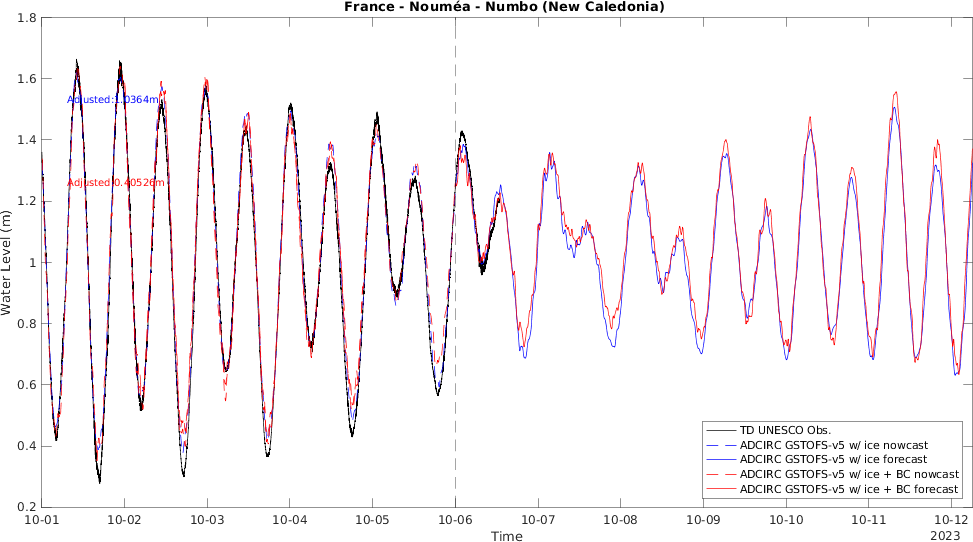 France - Nouméa - Numbo (New Caledonia)
1.8
1.6
1.4
1.2
1
0.8
0.6
0.4
0.2
Water Level (m)
Adjusted:1.0364m
Adjusted:0.40526m
TD UNESCO Obs.
ADCIRC GSTOFS-v5 w/ ice nowcast
ADCIRC GSTOFS-v5 w/ ice forecast
ADCIRC GSTOFS-v5 w/ ice + BC nowcast
ADCIRC GSTOFS-v5 w/ ice + BC forecast
10-01 10-02 10-03 10-04 10-05 10-06 10-07 10-08 10-09 10-10 10-11 10-12
Time
2023